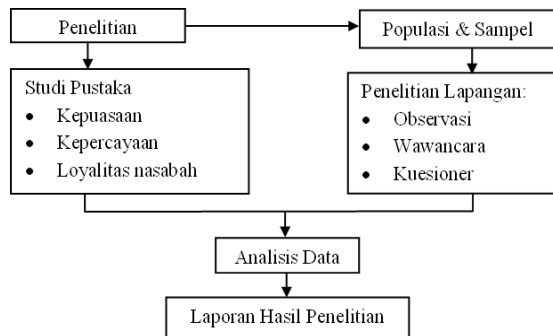 Penelitian
Populasi & Sampel
Studi Pustaka
• Kepuasaan
• Kepercayaan
• Loyalitas nasabah
Penelitian Lapangan:
• Observasi
• Wawancara
• Kuesioner
Analisis Data
Laporan Hasil Penelitian